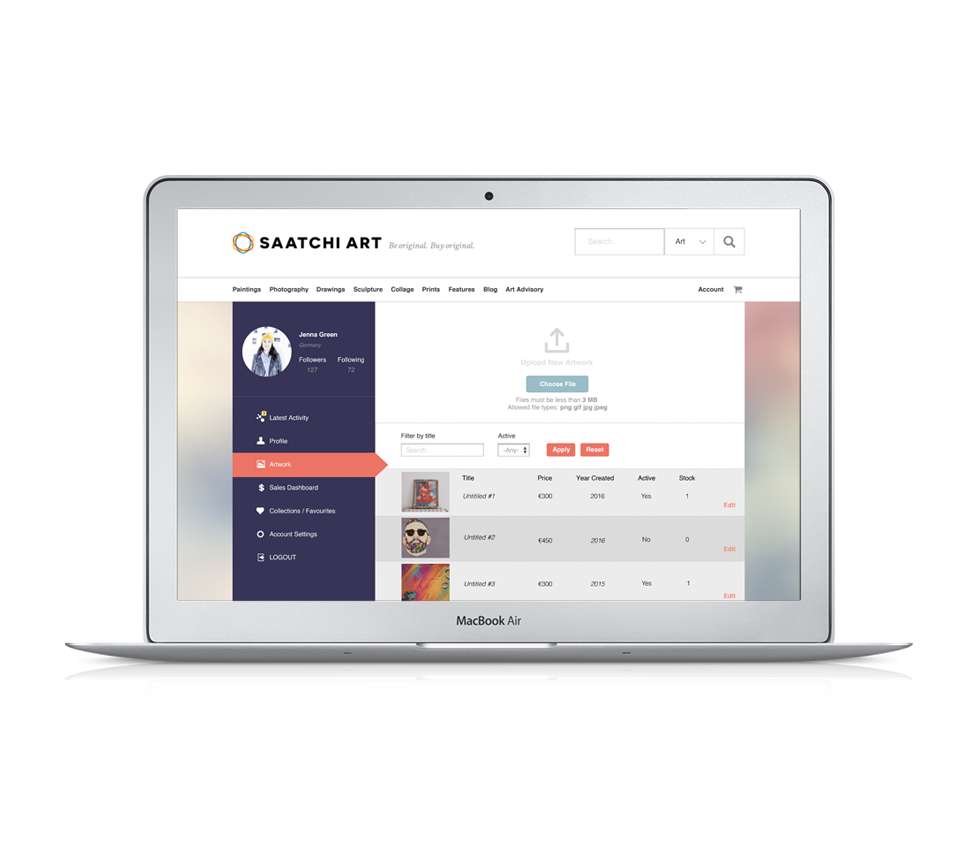 SAATCHI ART Be original. Buy original.
Search... Art
Paintings Photography Drawings Sculpture Collage Prints Features Blog Art Advisory Account
Jenna Green
Germany
Followers Following
127 72
Latest Activity
Profile
Artwork
Sales Dashboard
Collections / Favourites
Account Settings
LOGOUT
Upload New Artwork
Choose File
Files must be less than 3 MB.
Allowed file types: png gif jpg jpeg
Filter by title Active
Search... -Any- Apply Reset
Title Price Year Created Active Stock
Untitled #1 €300 2016 Yes 1
Edit
Untitled #2 €450 2016 No 0
Edit
Untitled #3 €300 2015 Yes 1
Edit
MacBook Air